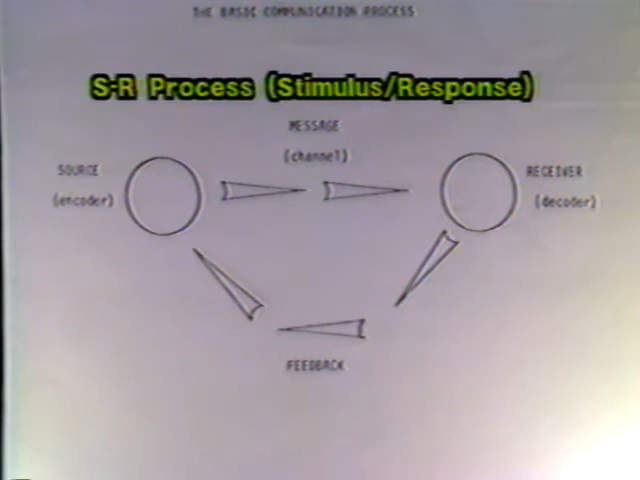 THE BASIC COMMUNICATION PROCESS
S-R Process (Stimulus/Response)
MESSAGE
(channel)
SOURCE
RECEIVER
(encoder)
(decoder)
FEEDBACK